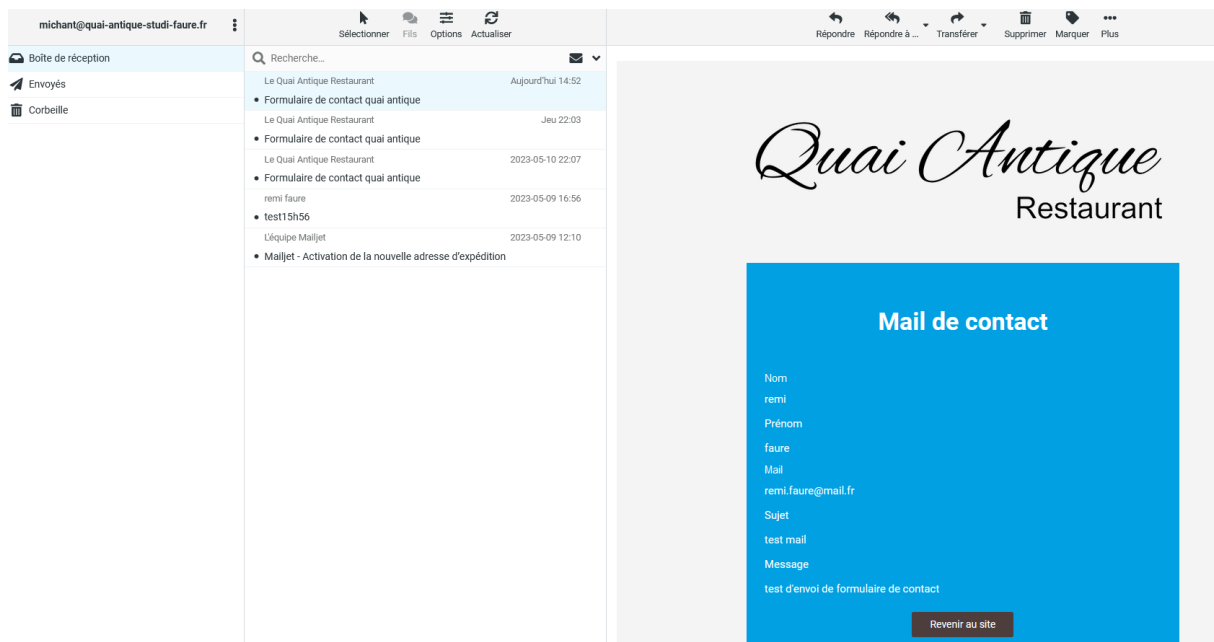 michant@quai-antique-studi-faure.fr
Sélectionner Fils Options Actualiser
Répondre Répondre à ... Transférer Supprimer Marquer Plus
Boîte de réception
Envoyés
Corbeille
Recherche...
Le Quai Antique Restaurant Aujourd'hui 14:52
Formulaire de contact quai antique
Le Quai Antique Restaurant Jeu 22:03
Formulaire de contact quai antique
Le Quai Antique Restaurant 2023-05-10 22:07
Formulaire de contact quai antique
remi faure 2023-05-09 16:56
test15h56
L'équipe Mailjet 2023-05-09 12:10
Mailjet - Activation de la nouvelle adresse d'expédition
Quai Antique
Restaurant
Mail de contact
Nom
remi
Prénom
faure
Mail
remi.faure@mail.fr
Sujet
test mail
Message
test d'envoi de formulaire de contact
Revenir au site